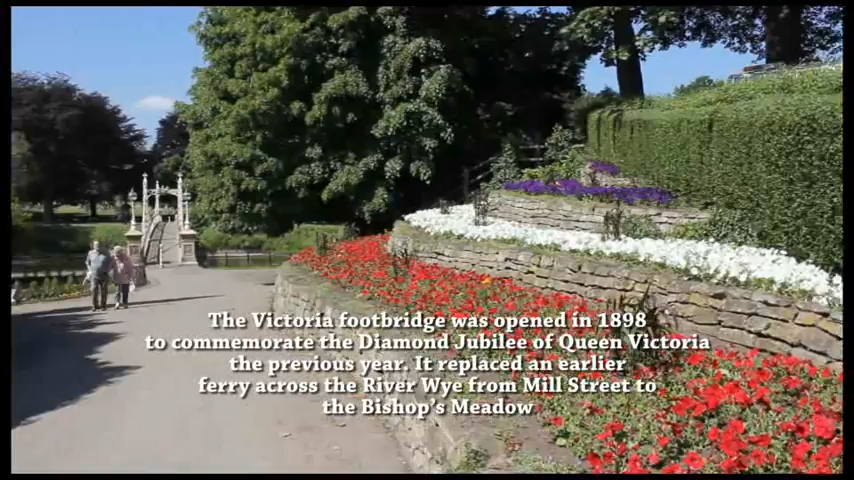 The Victoria footbridge was opened in 1898
to commemorate the Diamond Jubilee of Queen Victoria
the previous year. It replaced an earlier
ferry across the River Wye from Mill Street to
the Bishop's Meadow